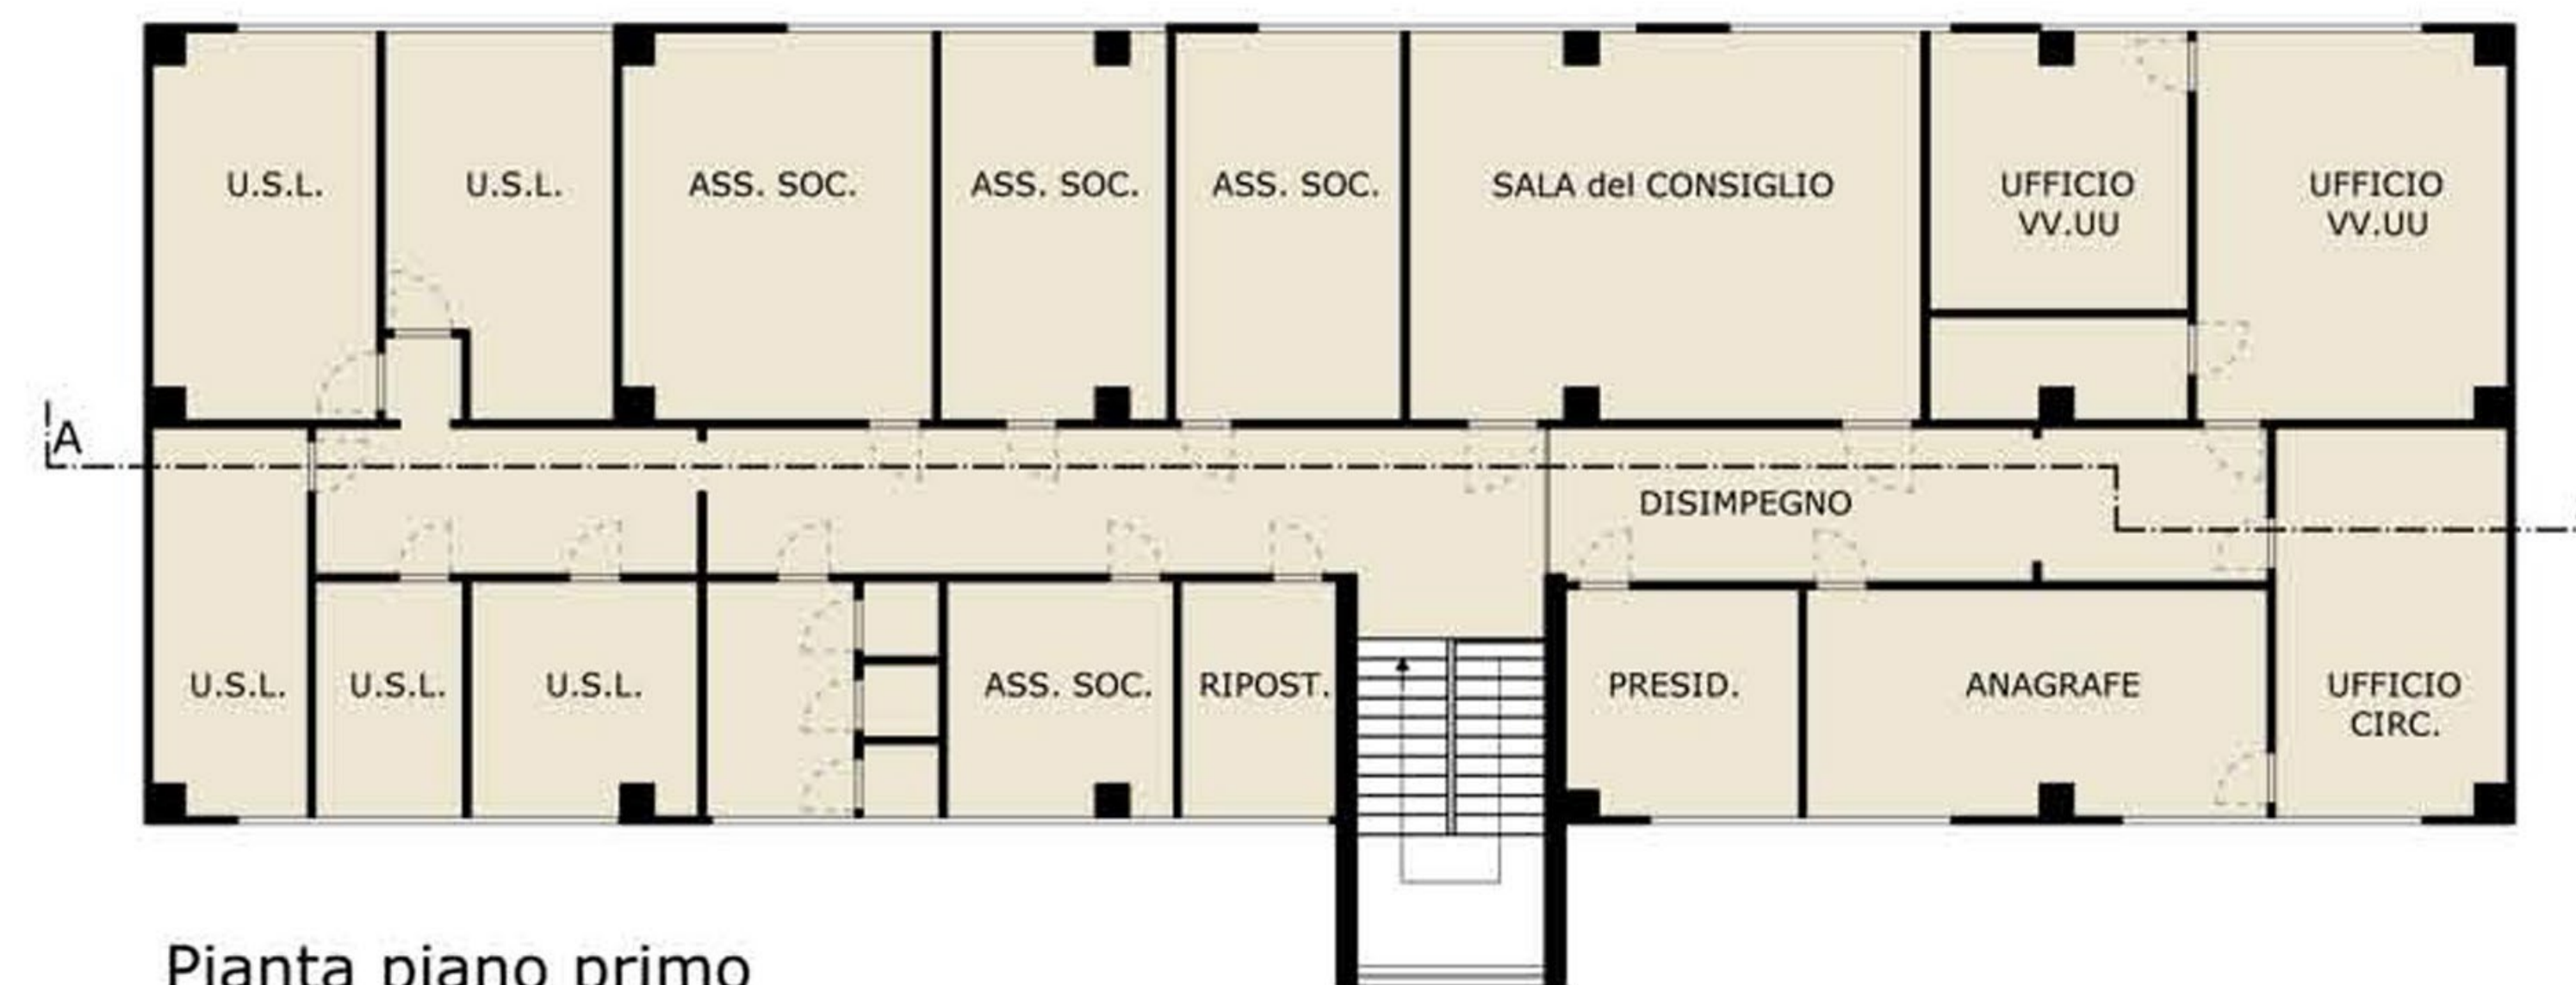 U.S.L.
U.S.L.
ASS. SOC.
ASS. SOC.
ASS. SOC.
SALA del CONSIGLIO
UFFICIO
VV.UU
UFFICIO
VV.UU
A
DISIMPEGNO
U.S.L.
U.S.L.
U.S.L.
ASS. SOC.
RIPOST.
PRESID.
ANAGRAFE
UFFICIO
CIRC.
Pianta piano primo